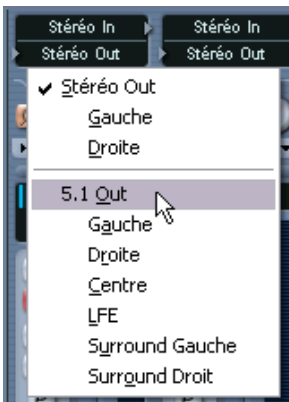 Stéréo In Stéréo In
Stéréo Out Stéréo Out
Stéréo Out
Gauche
Droite
5.1 Out
Gauche
Droite
Centre
LFE
Surround Gauche
Surround Droit